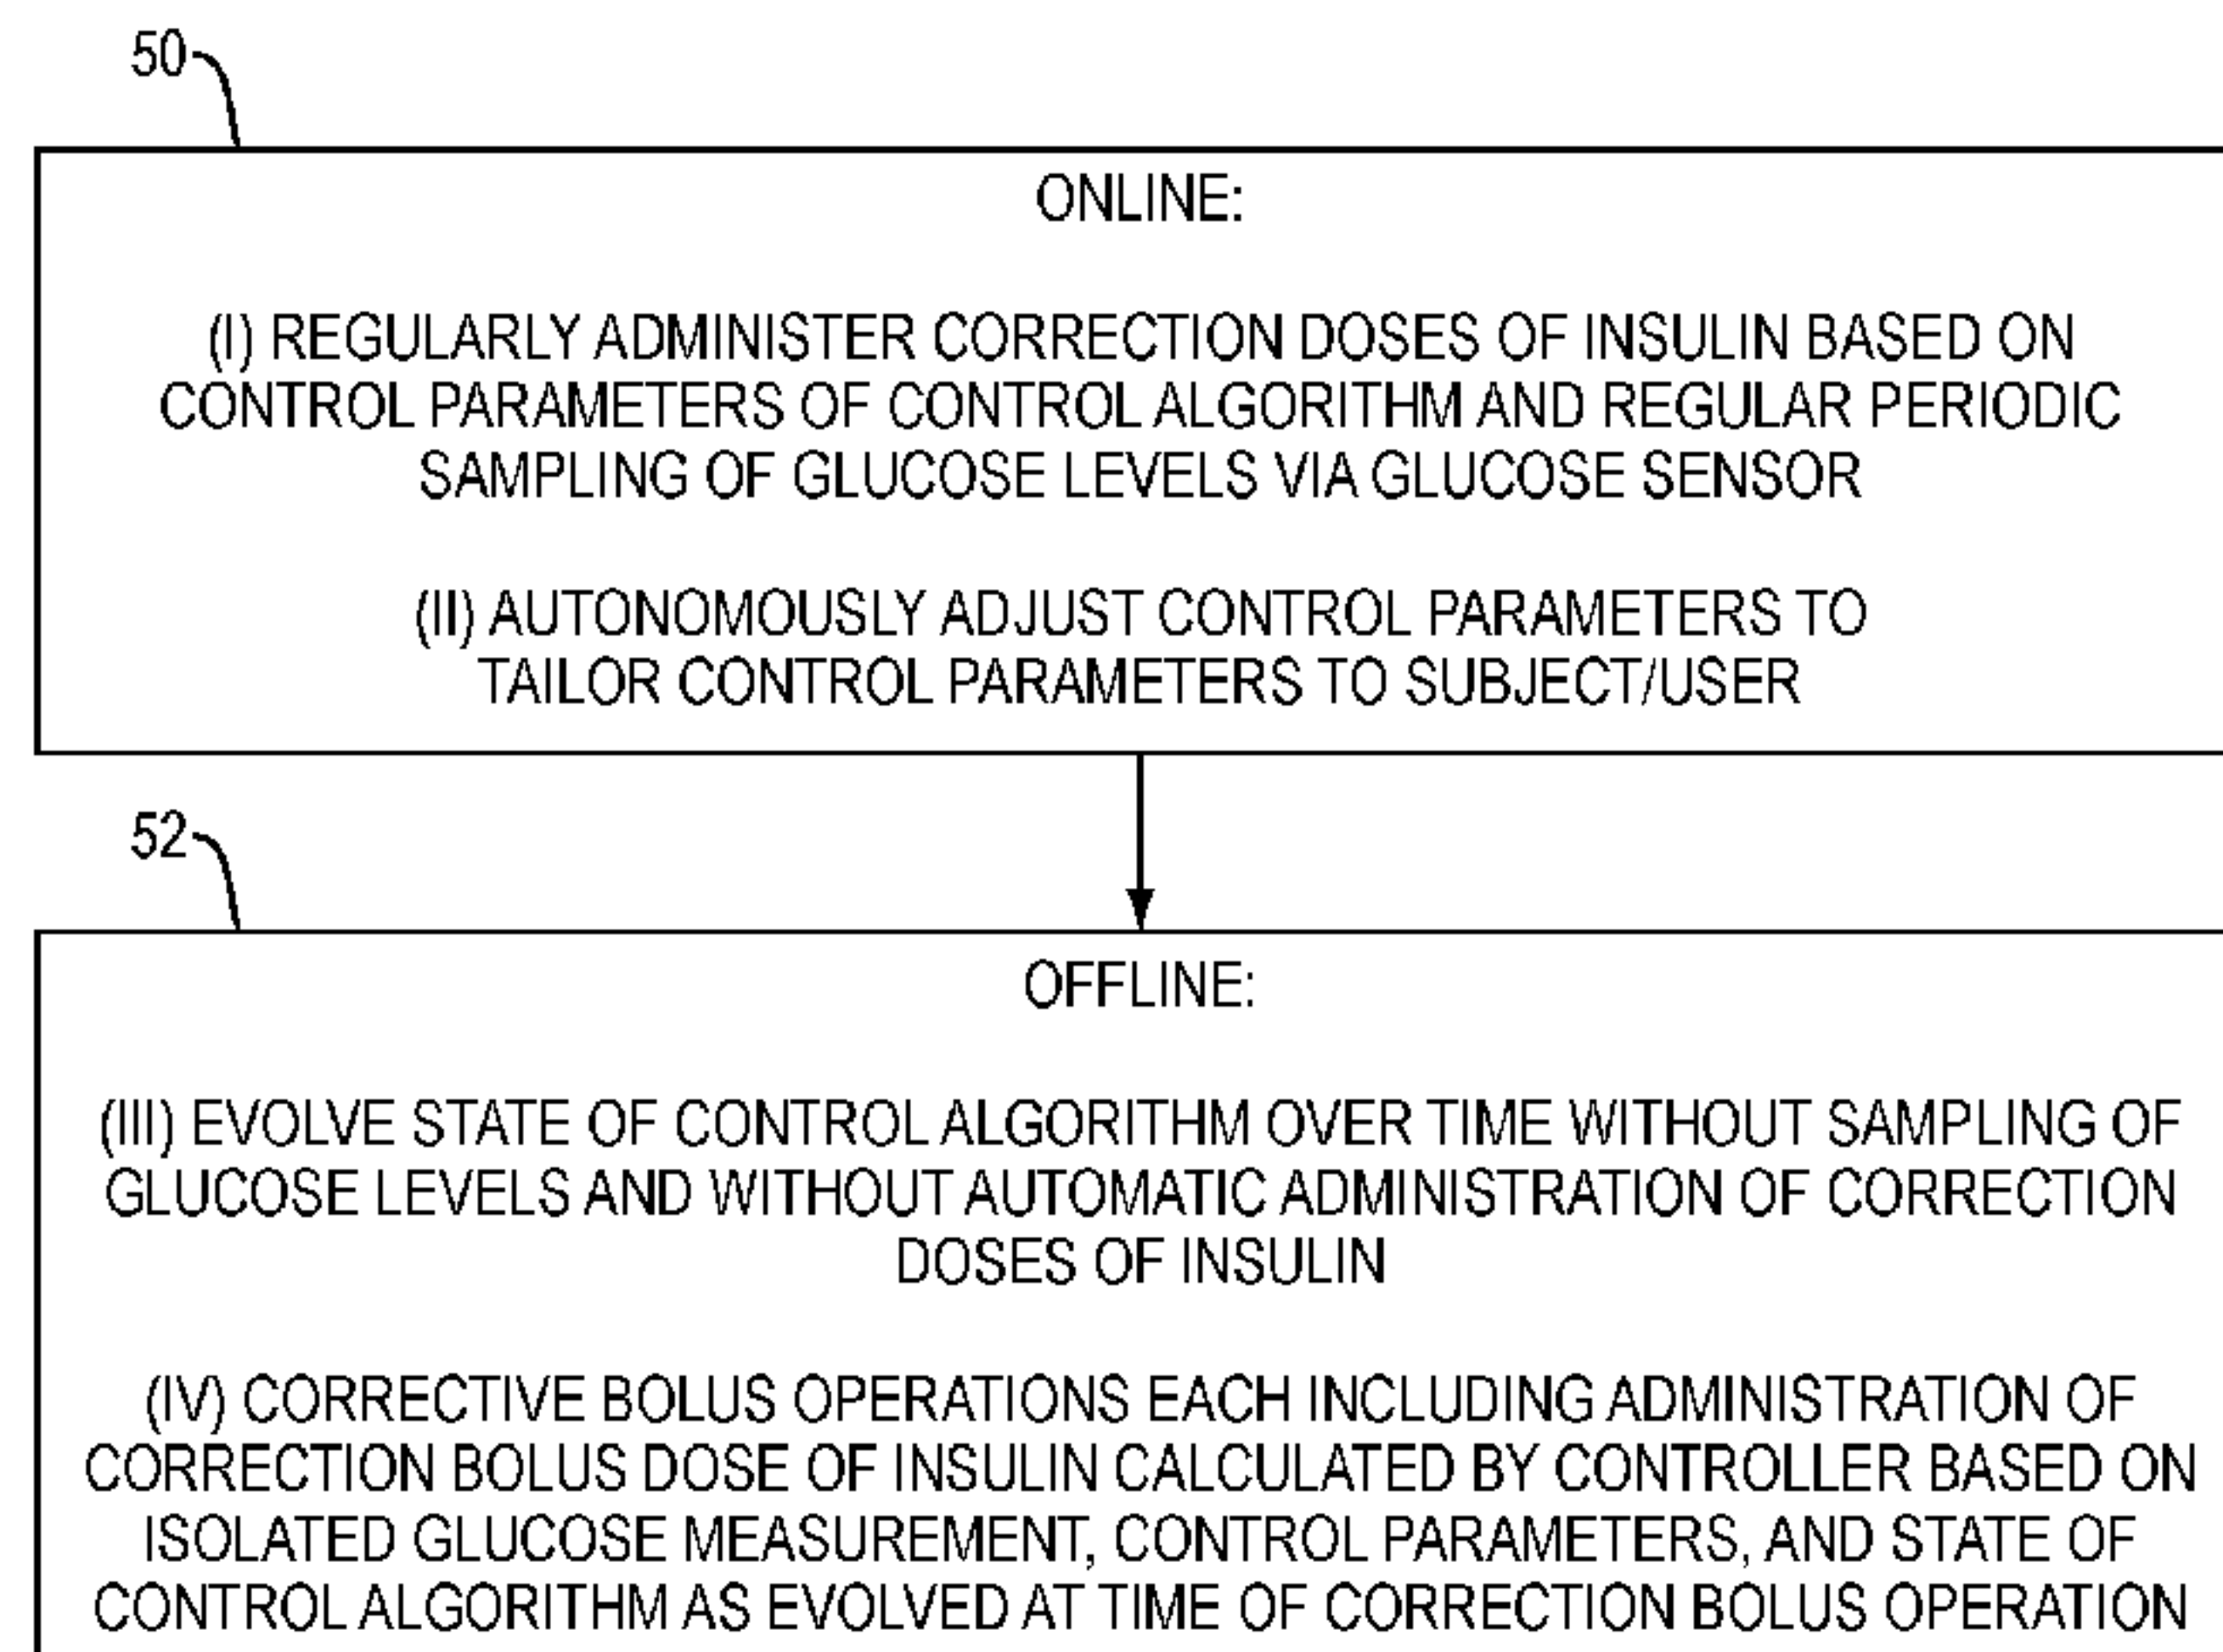 50
ONLINE:
(I) REGULARLY ADMINISTER CORRECTION DOSES OF INSULIN BASED ON
CONTROL PARAMETERS OF CONTROL ALGORITHM AND REGULAR PERIODIC
SAMPLING OF GLUCOSE LEVELS VIA GLUCOSE SENSOR
(II) AUTONOMOUSLY ADJUST CONTROL PARAMETERS TO
TAILOR CONTROL PARAMETERS TO SUBJECT/USER
52
OFFLINE:
(III) EVOLVE STATE OF CONTROL ALGORITHM OVER TIME WITHOUT SAMPLING OF
GLUCOSE LEVELS AND WITHOUT AUTOMATIC ADMINISTRATION OF CORRECTION
DOSES OF INSULIN
(IV) CORRECTIVE BOLUS OPERATIONS EACH INCLUDING ADMINISTRATION OF
CORRECTION BOLUS DOSE OF INSULIN CALCULATED BY CONTROLLER BASED ON
ISOLATED GLUCOSE MEASUREMENT, CONTROL PARAMETERS, AND STATE OF
CONTROL ALGORITHM AS EVOLVED AT TIME OF CORRECTION BOLUS OPERATION